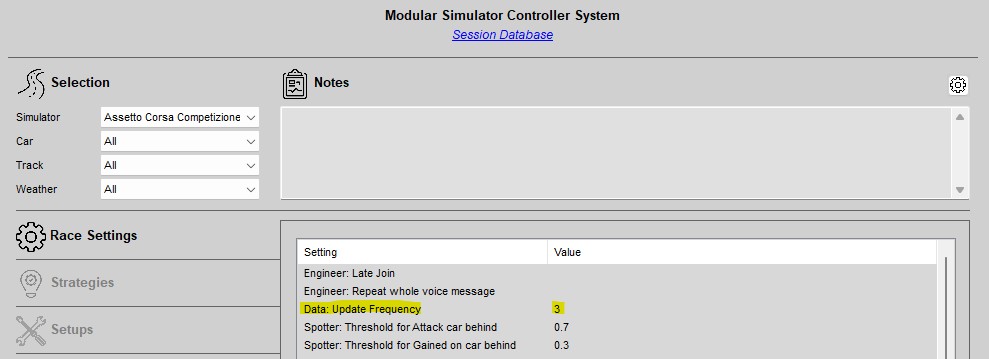 Modular Simulator Controller System
Session Database
Selection
Notes
Simulator Assetto Corsa Competizione
Car All
Track All
Weather All
Race Settings
Strategies
Setups
Setting Value
Engineer: Late Join
Engineer: Repeat whole voice message
Data: Update Frequency 3
Spotter: Threshold for Attack car behind 0.7
Spotter: Threshold for Gained on car behind 0.3